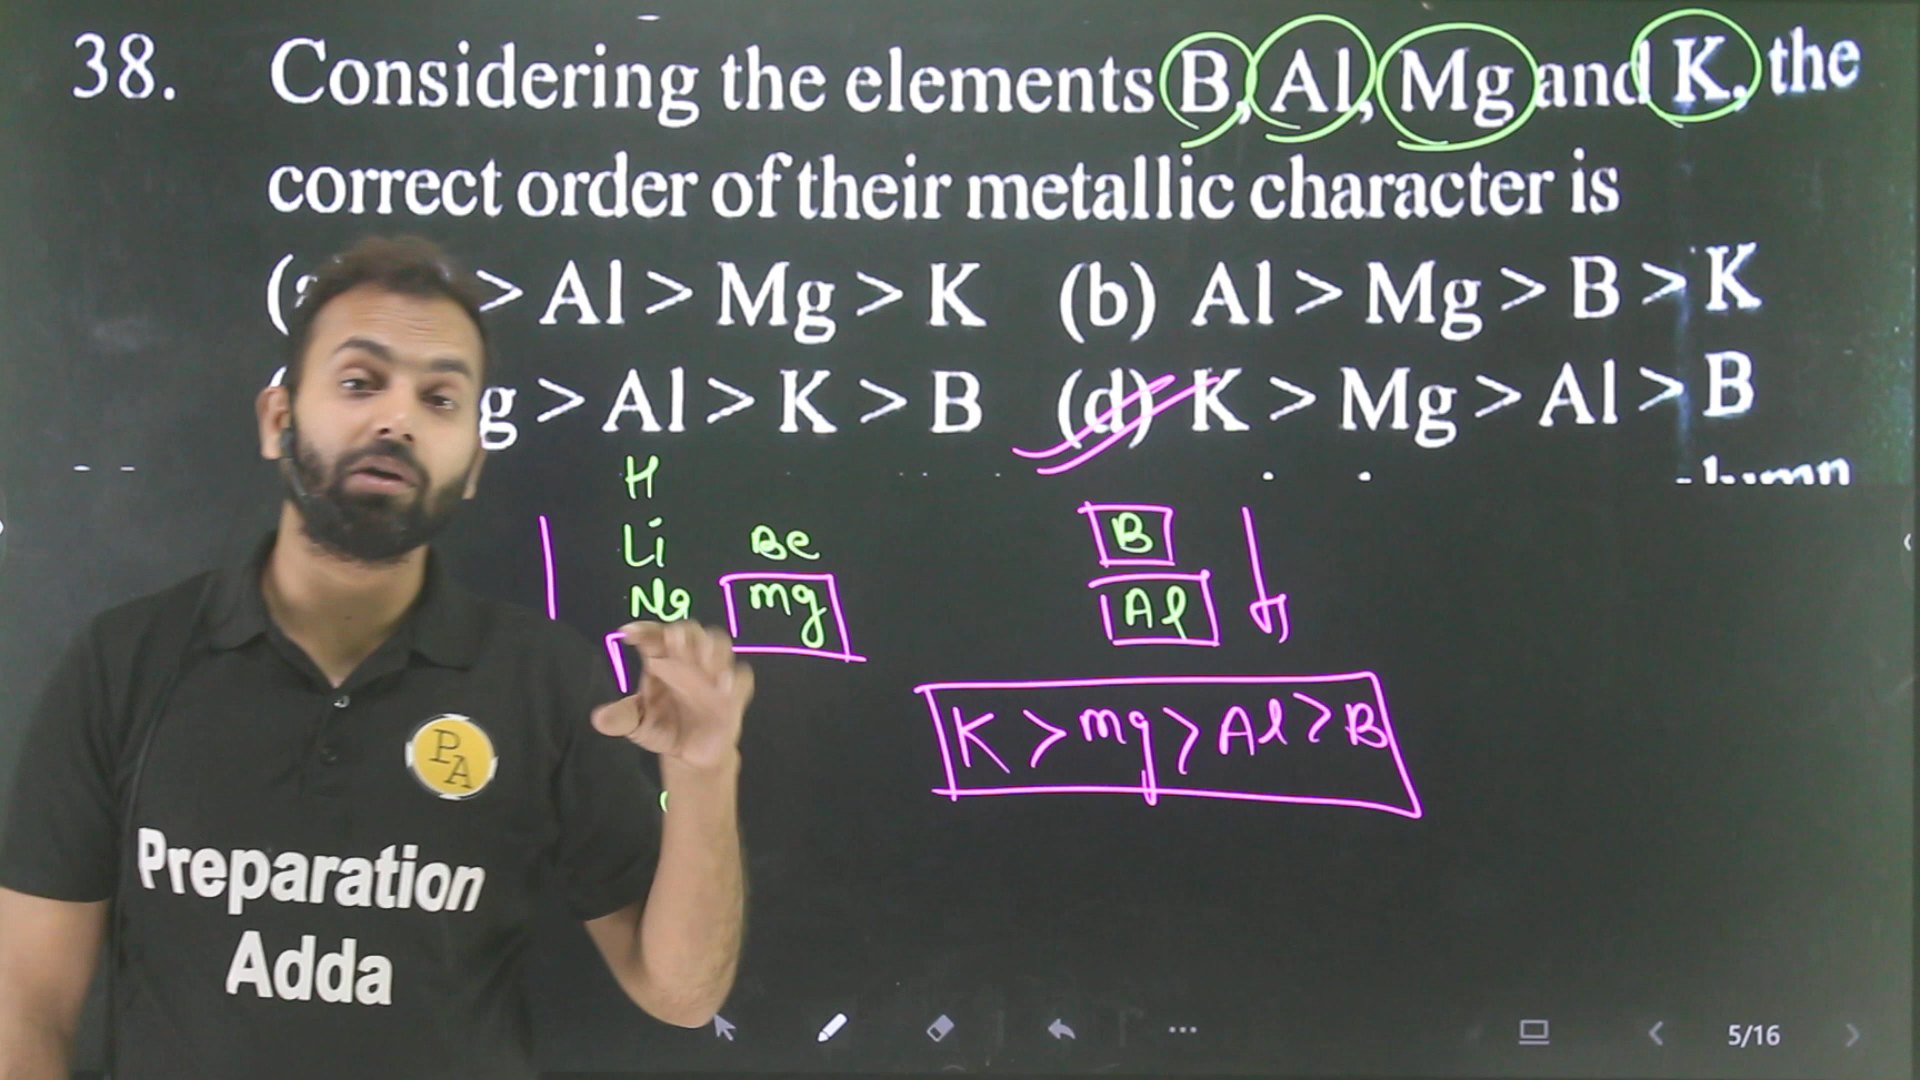 38. Considering the elements B, Al, Mg and K, the
correct order of their metallic character is
> Al > Mg > K (b) Al > Mg > B > K
g > Al > K > B (d) K > Mg > Al > B
H
Li Be B
Na Mg Al
K > Mg > Al > B
PA
Preparation
Adda
5/16